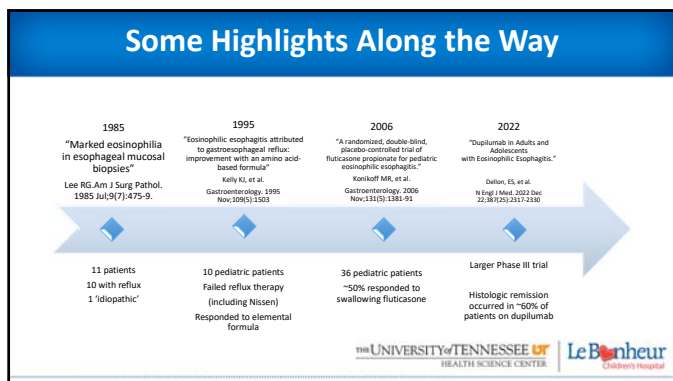 Some Highlights Along the Way
1985
"Marked eosinophilia
in esophageal mucosal
biopsies"
Lee RG.Am J Surg Pathol.
1985 Jul;9(7):475-9.
11 patients
10 with reflux
1 'idiopathic'
1995
"Eosinophilic esophagitis attributed
to gastroesophageal reflux:
improvement with an amino acid-
based formula"
Kelly KJ, et al.
Gastroenterology. 1995
Nov;109(5):1503
10 pediatric patients
Failed reflux therapy
(including Nissen)
Responded to elemental
formula
2006
"A randomized, double-blind,
placebo-controlled trial of
fluticasone propionate for pediatric
eosinophilic esophagitis."
Konikoff MR, et al.
Gastroenterology. 2006
Nov;131(5):1381-91
36 pediatric patients
~50% responded to
swallowing fluticasone
2022
"Dupilumab in Adults and
Adolescents
with Eosinophilic Esophagitis."
Dellon, ES, et al.
N Engl J Med. 2022 Dec
22;387(25):2317-2330
Larger Phase III trial
Histologic remission
occurred in ~60% of
patients on dupilumab
THE UNIVERSITY of TENNESSEE UT
HEALTH SCIENCE CENTER
Le Bonheur
Children's Hospital